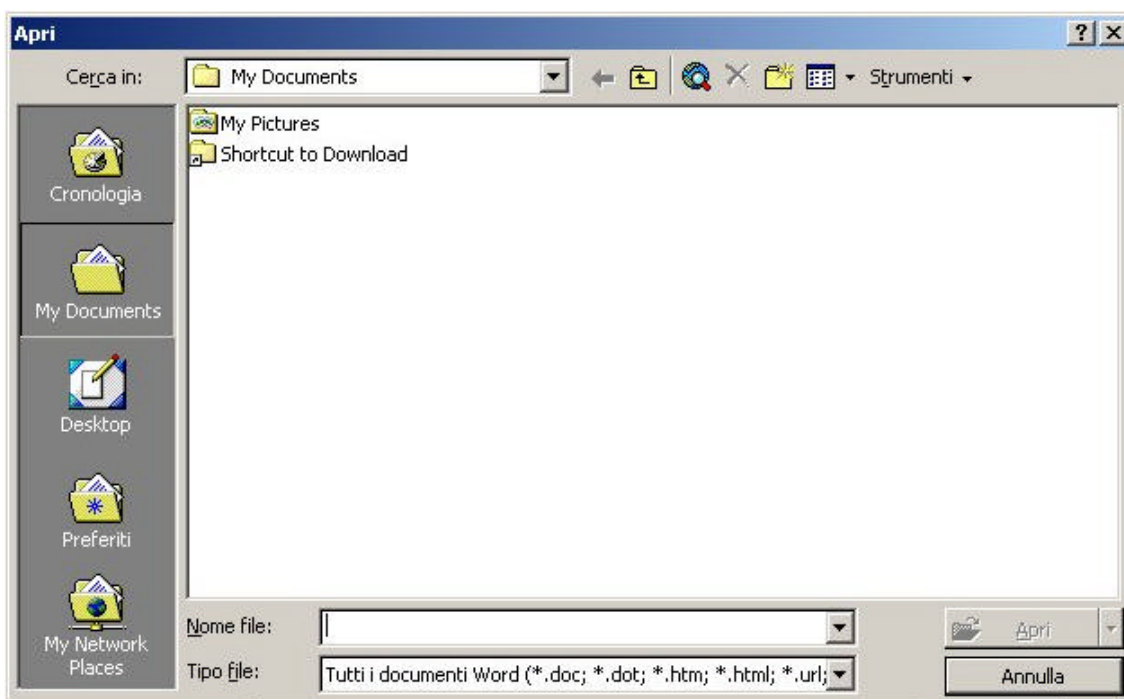 Apri
Cerca in: My Documents Strumenti
My Pictures
Shortcut to Download
Cronologia
My Documents
Desktop
Preferiti
My Network
Places
Nome file: Apri
Tipo file: Tutti i documenti Word (*.doc; *.dot; *.htm; *.html; *.url; Annulla